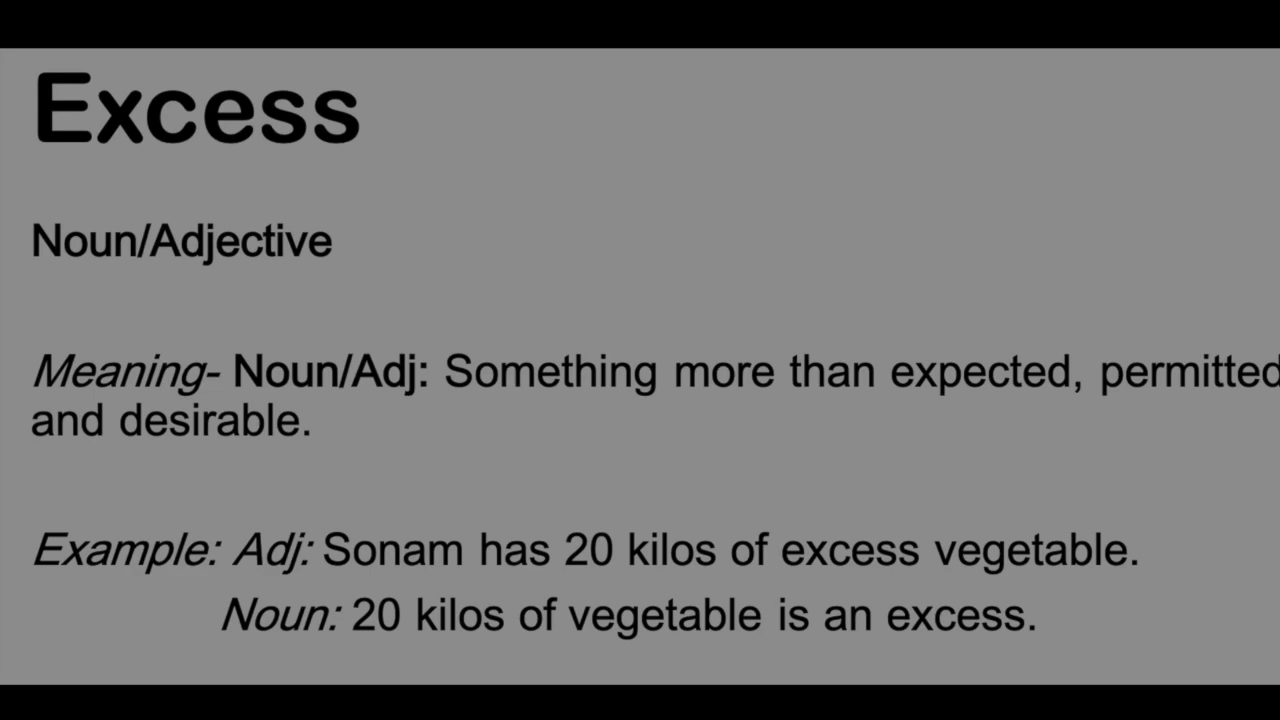 Excess
Noun/Adjective
Meaning- Noun/Adj: Something more than expected, permitted
and desirable.
Example: Adj: Sonam has 20 kilos of excess vegetable.
Noun: 20 kilos of vegetable is an excess.